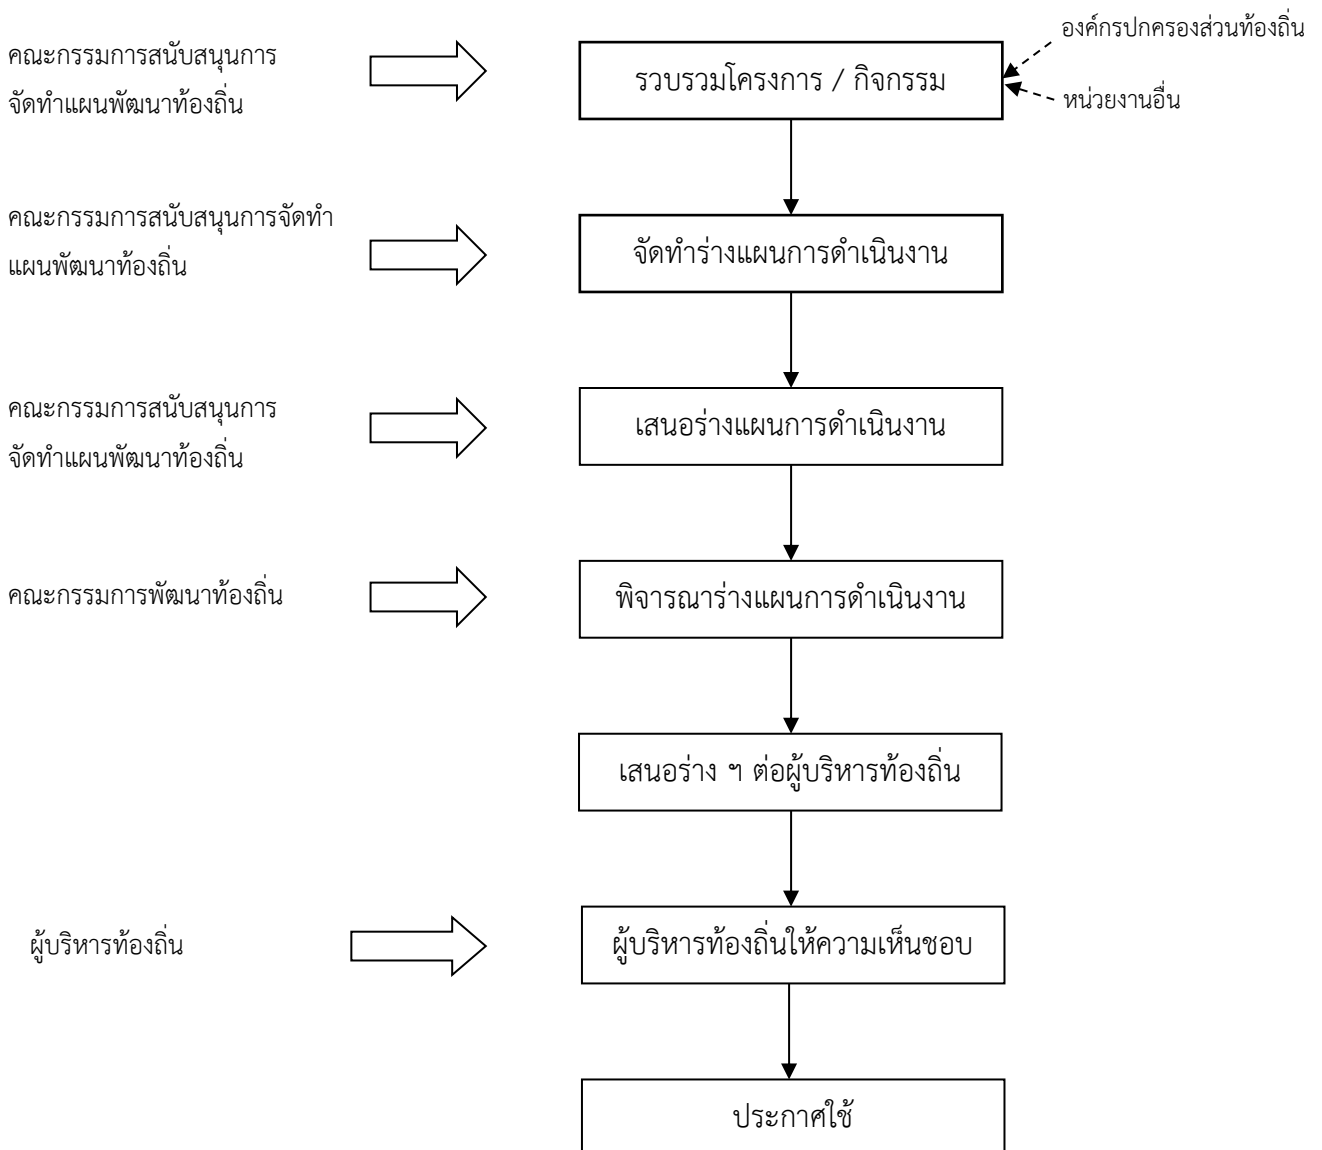 องค์กรปกครองส่วนท้องถิ่น
คณะกรรมการสนับสนุนการ
จัดทำแผนพัฒนาท้องถิ่น
รวบรวมโครงการ / กิจกรรม
หน่วยงานอื่น
คณะกรรมการสนับสนุนการจัดทำ
แผนพัฒนาท้องถิ่น
จัดทำร่างแผนการดำเนินงาน
คณะกรรมการสนับสนุนการ
จัดทำแผนพัฒนาท้องถิ่น
เสนอร่างแผนการดำเนินงาน
คณะกรรมการพัฒนาท้องถิ่น
พิจารณาร่างแผนการดำเนินงาน
เสนอร่าง ฯ ต่อผู้บริหารท้องถิ่น
ผู้บริหารท้องถิ่น
ผู้บริหารท้องถิ่นให้ความเห็นชอบ
ประกาศใช้